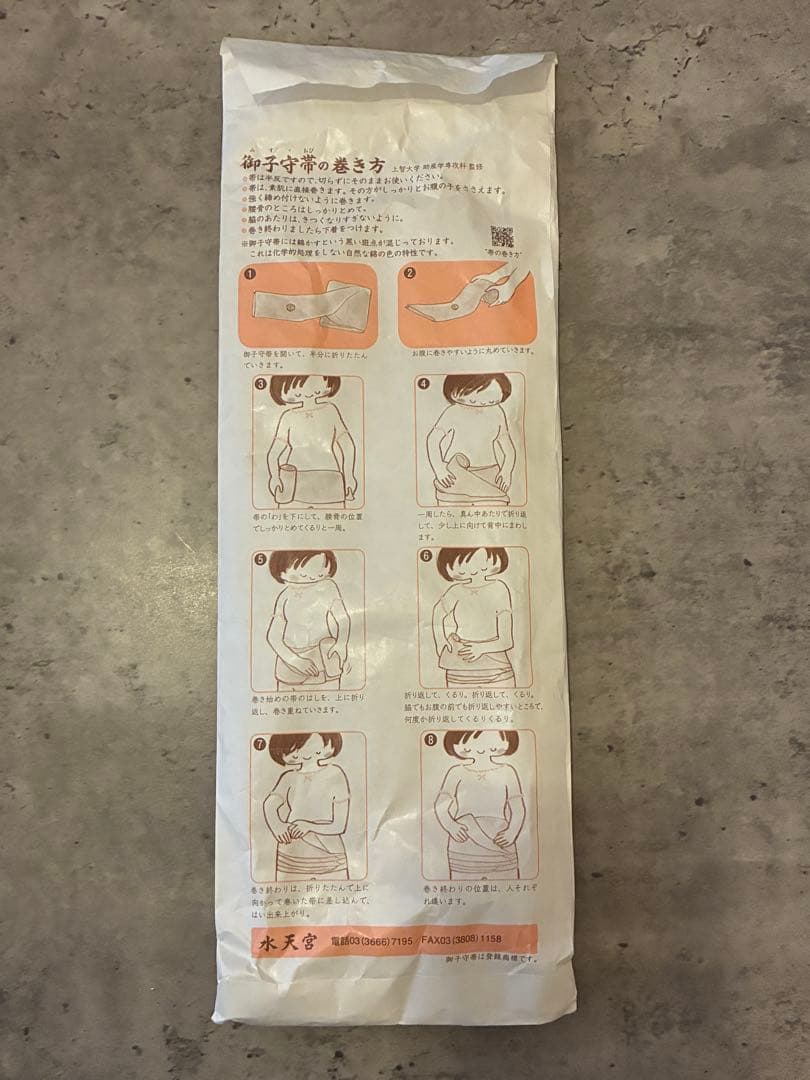 み す ず おび
御子守帯の巻き方 上智大学 助産学専攻科 監修
●帯は半反ですので、切らずにそのままお使いください。
●帯は、素肌に直接巻きます。その方がしっかりとお腹の子をささえます。
●強く締め付けないように巻きます。
●腰骨のところはしっかりとめて。
●脇のあたりは、きつくなりすぎないように。
●巻き終わりましたら下着をつけます。
※御子守帯には綿かすという黒い斑点が混じっております。
これは化学的処理をしない自然な綿の色の特性です。
"帯の巻き方"
1
御子守帯を開いて、半分に折りたたん
でいきます。
2
お腹に巻きやすいように丸めていきます。
3
帯の「わ」を下にして、腰骨の位置
でしっかりとめてくるりと一周。
4
一周したら、真ん中あたりで折り返
して、少し上に向けて背中にまわし
ます。
5
巻き始めの帯のはしを、上に折り
返し、巻き重ねていきます。
6
折り返して、くるり。折り返して、くるり。
脇でもお腹の前でも折り返しやすいところで、
何度か折り返してくるりくるり。
7
巻き終わりは、折りたたんで上に
向かって巻いた帯に差し込んで、
はい出来上がり。
8
巻き終わりの位置は、人それぞ
れ違います。
水天宮 電話03(3666)7195/FAX03(3808)1158
御子守帯は登録商標です。